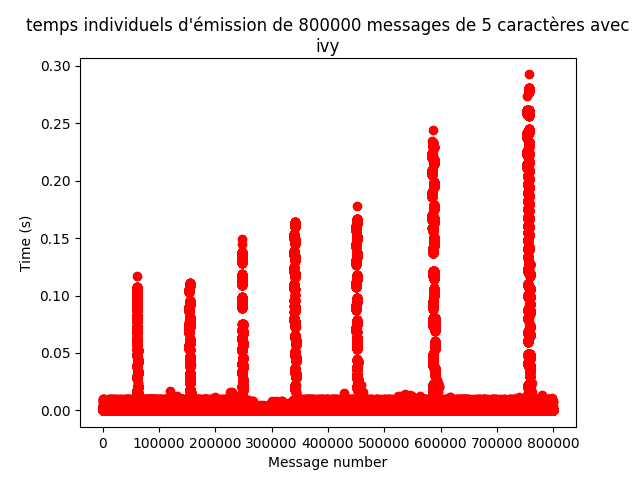 temps individuels d'émission de 800000 messages de 5 caractères avec
ivy
0.30
0.25
0.20
0.15
0.10
0.05
0.00
Time (s)
0 100000 200000 300000 400000 500000 600000 700000 800000
Message number